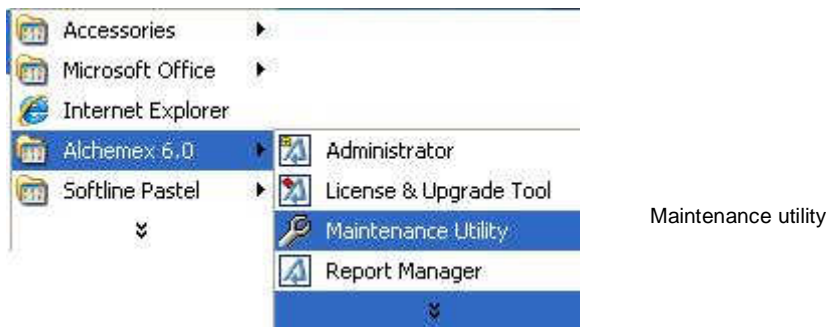 Accessories
Microsoft Office
Internet Explorer
Alchemex 6.0
Softline Pastel
Administrator
License & Upgrade Tool
Maintenance Utility
Report Manager
Maintenance utility